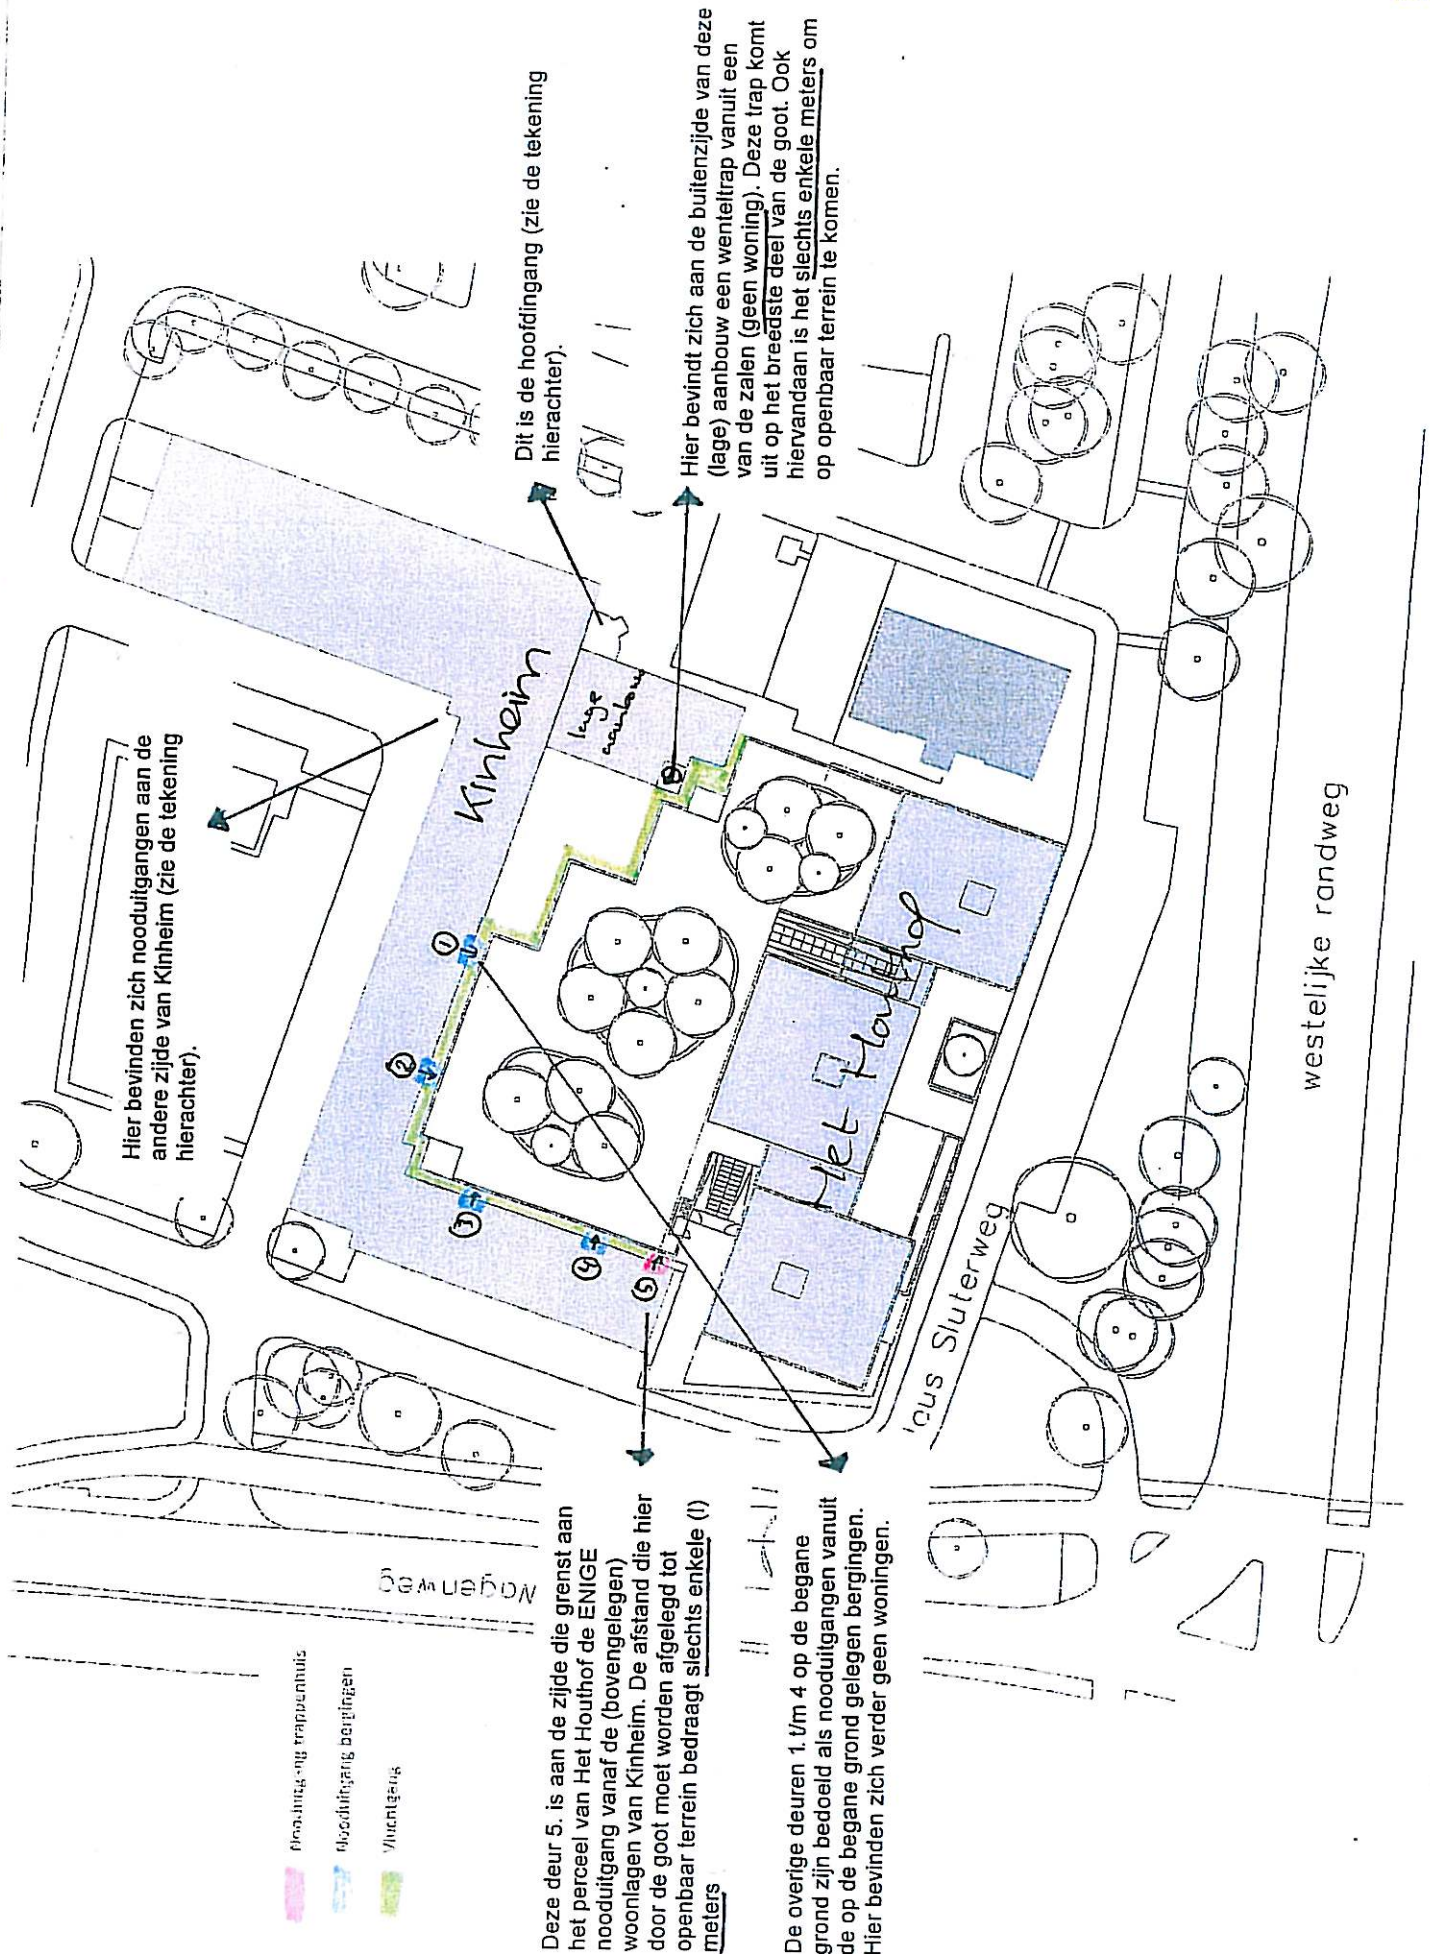 Hier bevinden zich nooduitgangen aan de
andere zijde van Kinheim (zie de tekening
hierachter).
Dit is de hoofdingang (zie de tekening
hierachter).
Hier bevindt zich aan de buitenzijde van deze
(lage) aanbouw een wenteltrap vanuit een
van de zalen (geen woning). Deze trap komt
uit op het breedste deel van de goot. Ook
hiervandaan is het slechts enkele meters om
op openbaar terrein te komen.
Kinheim
lage
aanbouw
1
2
3
4
5
Het Houthof
Wagenweg
Sluterweg
westelijke randweg
Nooduitgang trappenhuis
Nooduitgang bergingen
Vluchtgang
Deze deur 5. is aan de zijde die grenst aan
het perceel van Het Houthof de ENIGE
nooduitgang vanaf de (bovengelegen)
woonlagen van Kinheim. De afstand die hier
door de goot moet worden afgelegd tot
openbaar terrein bedraagt slechts enkele (!)
meters
De overige deuren 1.t/m 4 op de begane
grond zijn bedoeld als nooduitgangen vanuit
de op de begane grond gelegen bergingen.
Hier bevinden zich verder geen woningen.